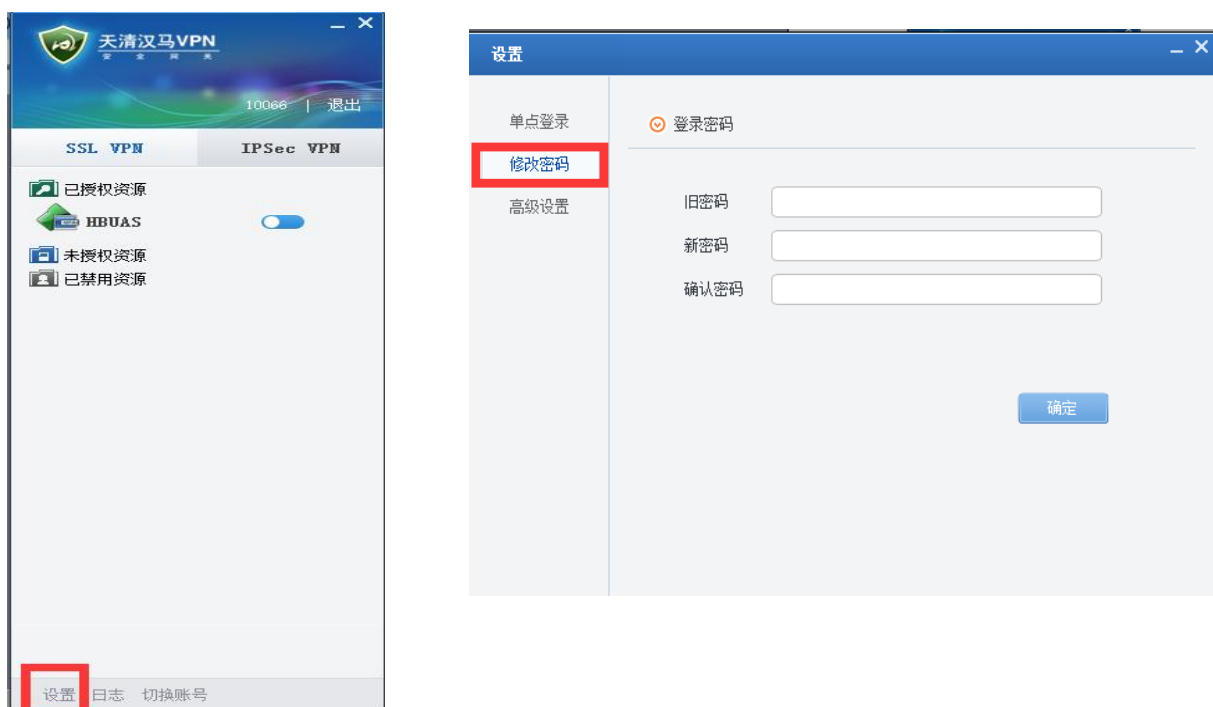 天清汉马VPN
安 全 网 关
10066 | 退出
SSL VPN IPSec VPN
已授权资源
HBUAS
未授权资源
已禁用资源
设置 日志 切换账号
设置
单点登录
修改密码
高级设置
登录密码
旧密码
新密码
确认密码
确定